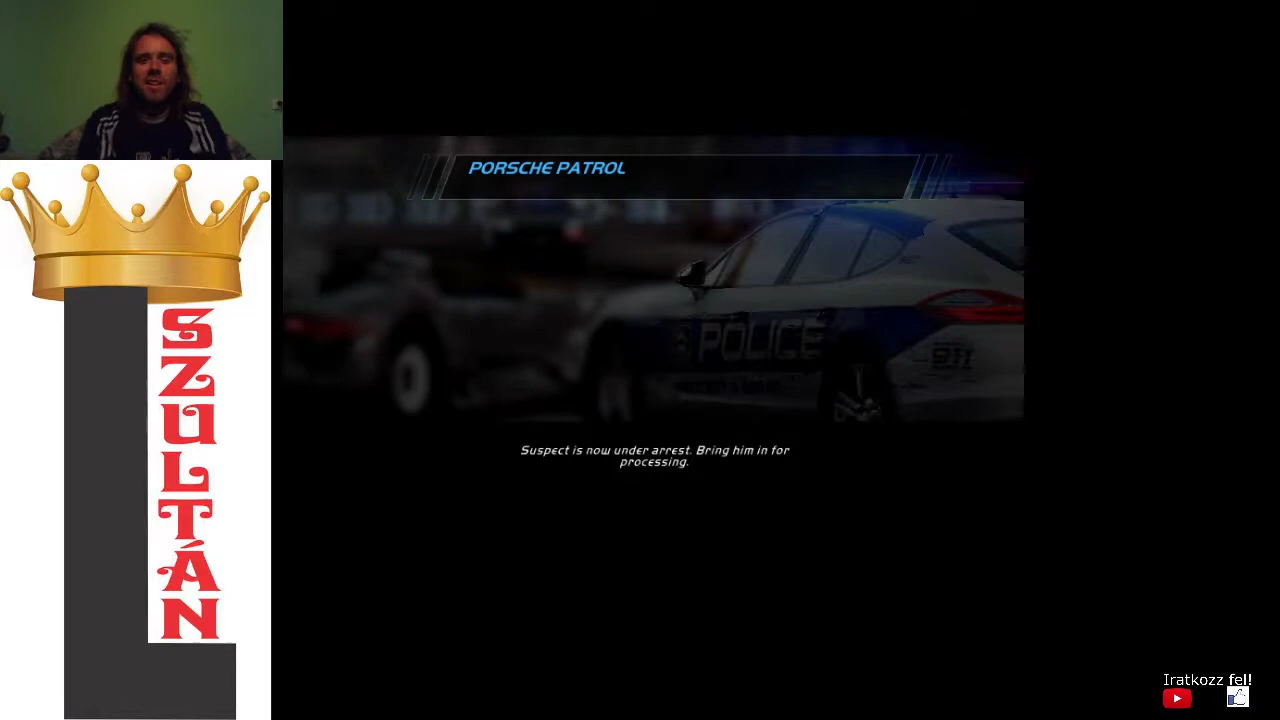 PORSCHE PATROL
POLICE
911
Suspect is now under arrest. Bring him in for
processing.
L
SZULTÁN
Iratkozz fel!